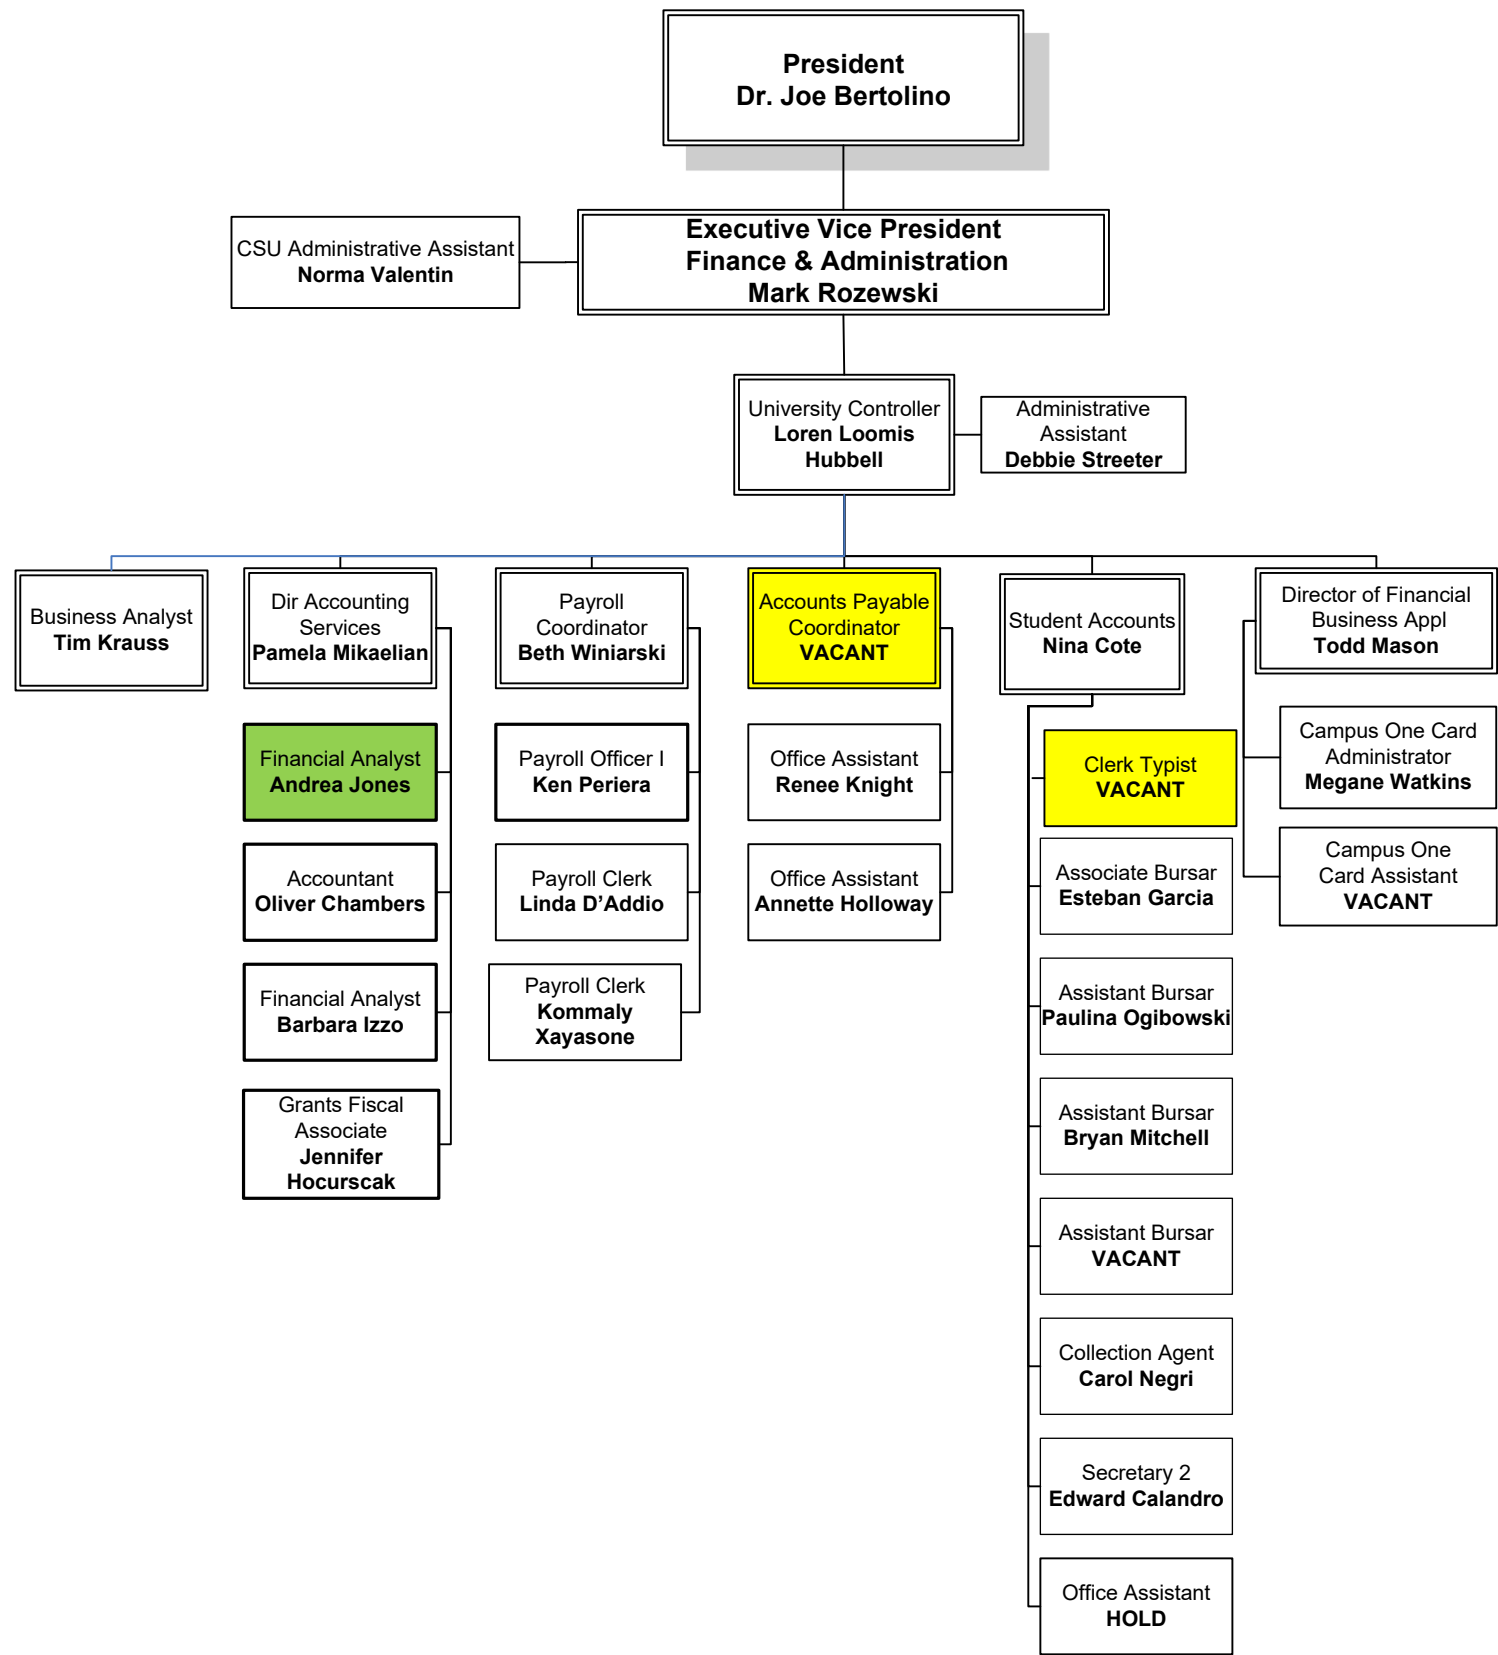 President
Dr. Joe Bertolino
CSU Administrative Assistant
Norma Valentin
Executive Vice President
Finance & Administration
Mark Rozewski
University Controller
Loren Loomis
Hubbell
Administrative
Assistant
Debbie Streeter
Business Analyst
Tim Krauss
Dir Accounting
Services
Pamela Mikaelian
Payroll
Coordinator
Beth Winiarski
Accounts Payable
Coordinator
VACANT
Student Accounts
Nina Cote
Director of Financial
Business Appl
Todd Mason
Financial Analyst
Andrea Jones
Accountant
Oliver Chambers
Financial Analyst
Barbara Izzo
Grants Fiscal
Associate
Jennifer
Hocurscak
Payroll Officer I
Ken Periera
Payroll Clerk
Linda D’Addio
Payroll Clerk
Kommaly
Xayasone
Office Assistant
Renee Knight
Office Assistant
Annette Holloway
Clerk Typist
VACANT
Associate Bursar
Esteban Garcia
Assistant Bursar
Paulina Ogibowski
Assistant Bursar
Bryan Mitchell
Assistant Bursar
VACANT
Collection Agent
Carol Negri
Secretary 2
Edward Calandro
Office Assistant
HOLD
Campus One Card
Administrator
Megane Watkins
Campus One
Card Assistant
VACANT